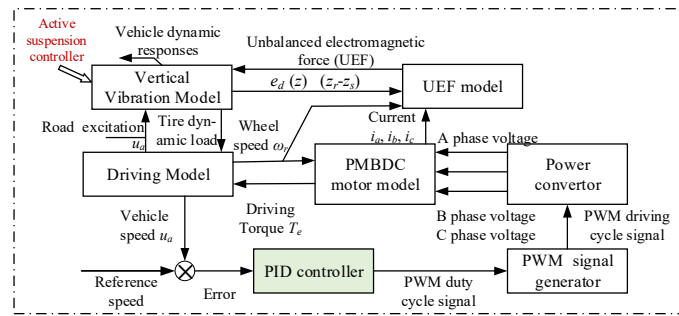 Active
suspension
controller
Vehicle dynamic
responses
Unbalanced electromagnetic
force (UEF)
Vertical
Vibration Model
e_d (z) (z_r-z_s)
UEF model
Road excitation
u_a
Tire dyn-
amic load
Wheel
speed ω_r
Current
i_a, i_b, i_c
A phase voltage
Driving Model
PMBDC
motor model
Power
convertor
Vehicle
speed u_a
Driving
Torque T_e
B phase voltage
C phase voltage
PWM driving
cycle signal
Reference
speed
Error
PID controller
PWM duty
cycle signal
PWM signal
generator